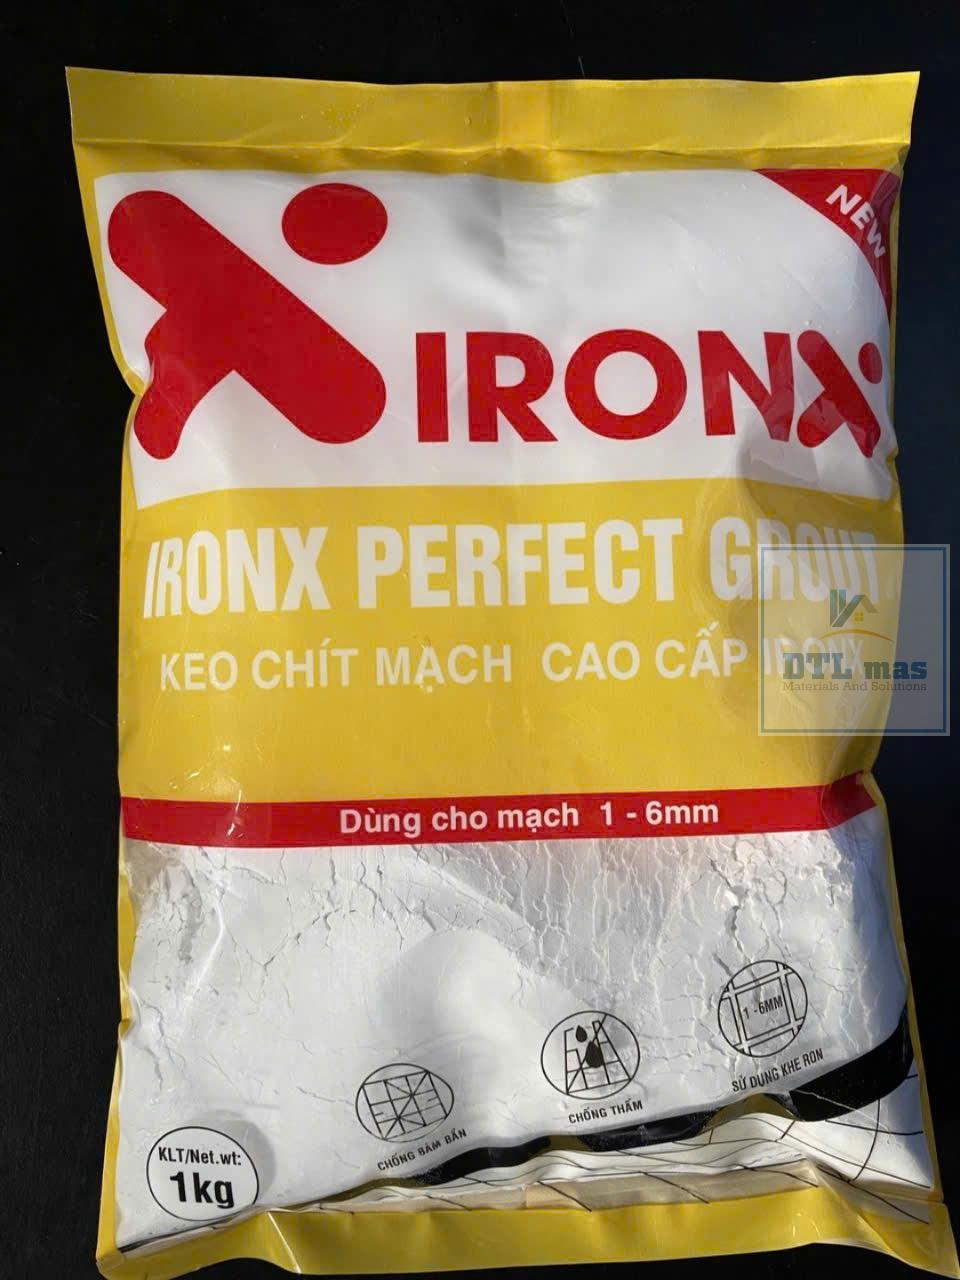 NEW
IRONX
IRONX PERFECT GROUT
KEO CHÍT MẠCH CAO CẤP IRONX
DTL mas
Materials And Solutions
Dùng cho mạch 1 - 6mm
1 - 6MM
SỬ DỤNG KHE RON
CHỐNG THẤM
CHỐNG BÁM BẨN
KLT/Net.wt:
1kg